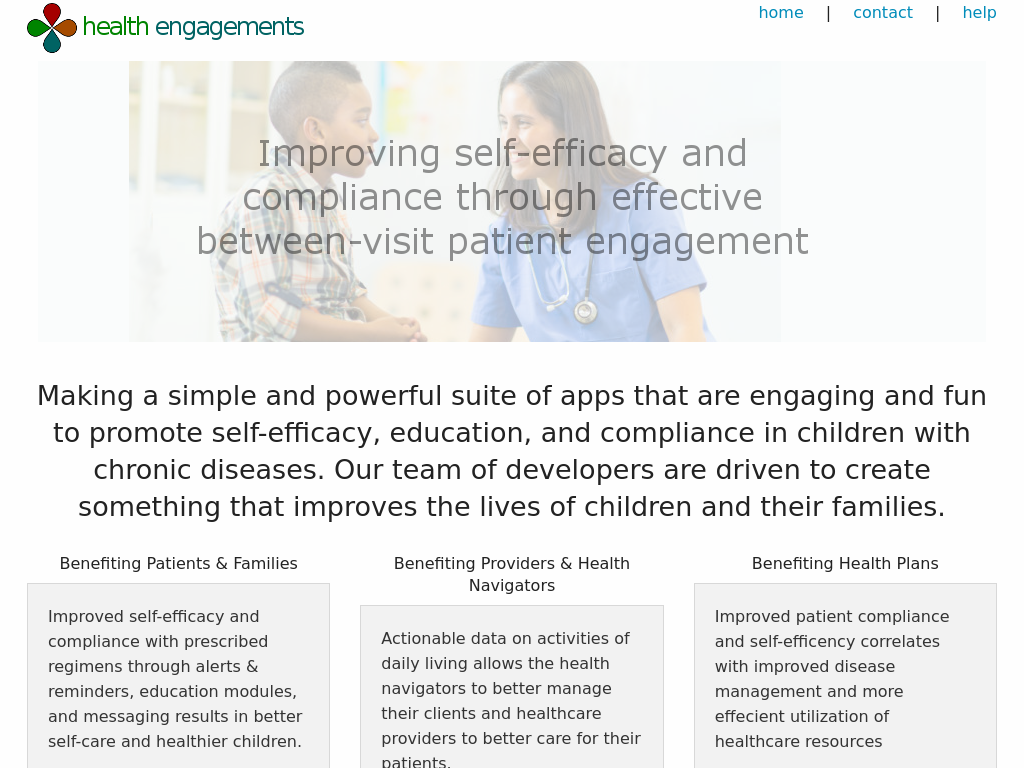 health engagements
home | contact | help
Improving self-efficacy and
compliance through effective
between-visit patient engagement
Making a simple and powerful suite of apps that are engaging and fun
to promote self-efficacy, education, and compliance in children with
chronic diseases. Our team of developers are driven to create
something that improves the lives of children and their families.
Benefiting Patients & Families
Improved self-efficacy and
compliance with prescribed
regimens through alerts &
reminders, education modules,
and messaging results in better
self-care and healthier children.
Benefiting Providers & Health
Navigators
Actionable data on activities of
daily living allows the health
navigators to better manage
their clients and healthcare
providers to better care for their
patients.
Benefiting Health Plans
Improved patient compliance
and self-efficency correlates
with improved disease
management and more
effecient utilization of
healthcare resources